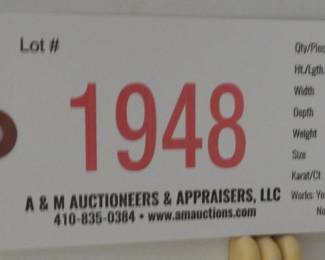 Lot #
1948
A & M AUCTIONEERS & APPRAISERS, LLC
410-835-0384 • www.amauctions.com
Qty/Piec
Ht./Lgth.
Width
Depth
Weight
Size
Karat/Ct
Works: Ye
No